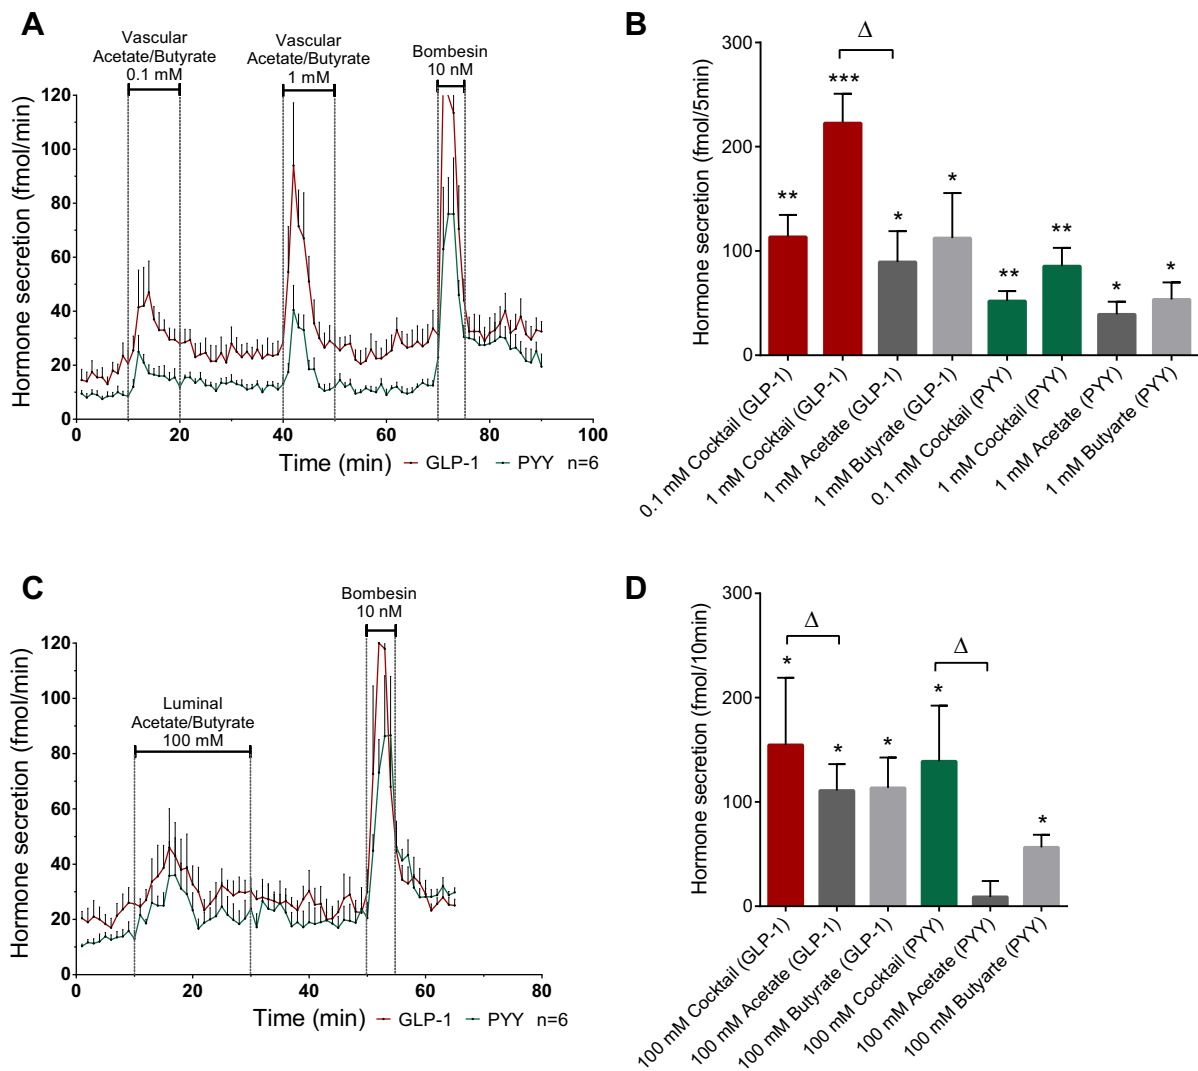 A
Vascular
Acetate/Butyrate
0.1 mM
Vascular
Acetate/Butyrate
1 mM
Bombesin
10 nM
Hormone secretion (fmol/min)
120
100
80
60
40
20
0
0 20 40 60 80 100
Time (min)
GLP-1 PYY n=6
B
Δ
Hormone secretion (fmol/5min)
300
200
100
0
** *** * * ** ** * *
0.1 mM Cocktail (GLP-1)
1 mM Cocktail (GLP-1)
1 mM Acetate (GLP-1)
1 mM Butyrate (GLP-1)
0.1 mM Cocktail (PYY)
1 mM Cocktail (PYY)
1 mM Acetate (PYY)
1 mM Butyarte (PYY)
C
Luminal
Acetate/Butyrate
100 mM
Bombesin
10 nM
Hormone secretion (fmol/min)
120
100
80
60
40
20
0
0 20 40 60 80
Time (min)
GLP-1 PYY n=6
D
Δ Δ
Hormone secretion (fmol/10min)
300
200
100
0
* * * * *
100 mM Cocktail (GLP-1)
100 mM Acetate (GLP-1)
100 mM Butyrate (GLP-1)
100 mM Cocktail (PYY)
100 mM Acetate (PYY)
100 mM Butyarte (PYY)